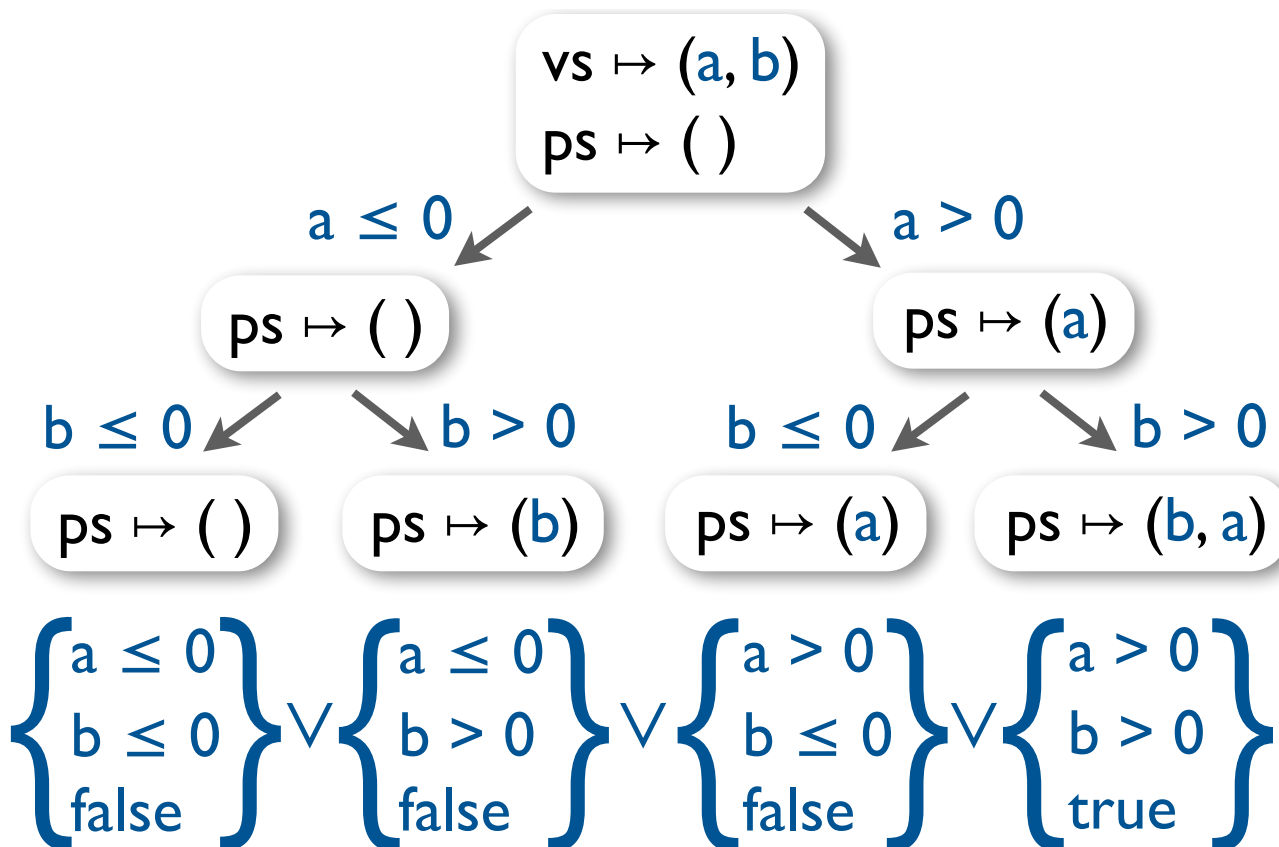 vs ↦ (a, b)
ps ↦ ( )
a ≤ 0
a > 0
ps ↦ ( )
ps ↦ (a)
b ≤ 0
b > 0
b ≤ 0
b > 0
ps ↦ ( )
ps ↦ (b)
ps ↦ (a)
ps ↦ (b, a)
{ a ≤ 0
b ≤ 0
false } ∨
{ a ≤ 0
b > 0
false } ∨
{ a > 0
b ≤ 0
false } ∨
{ a > 0
b > 0
true }